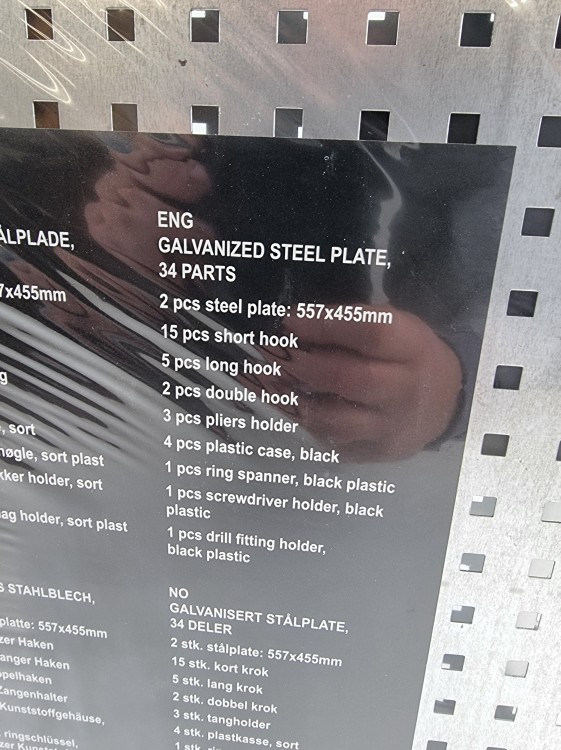 ÅLPLADE,
7x455mm
g
, sort
nøgle, sort plast
kker holder, sort
ag holder, sort plast
ENG
GALVANIZED STEEL PLATE,
34 PARTS
2 pcs steel plate: 557x455mm
15 pcs short hook
5 pcs long hook
2 pcs double hook
3 pcs pliers holder
4 pcs plastic case, black
1 pcs ring spanner, black plastic
1 pcs screwdriver holder, black
plastic
1 pcs drill fitting holder,
black plastic
S STAHLBLECH,
platte: 557x455mm
zer Haken
anger Haken
pelhaken
Zangenhalter
Kunststoffgehäuse,
ringschlüssel,
NO
GALVANISERT STÅLPLATE,
34 DELER
2 stk. stålplate: 557x455mm
15 stk. kort krok
5 stk. lang krok
2 stk. dobbel krok
3 stk. tangholder
4 stk. plastkasse, sort
1 stk.